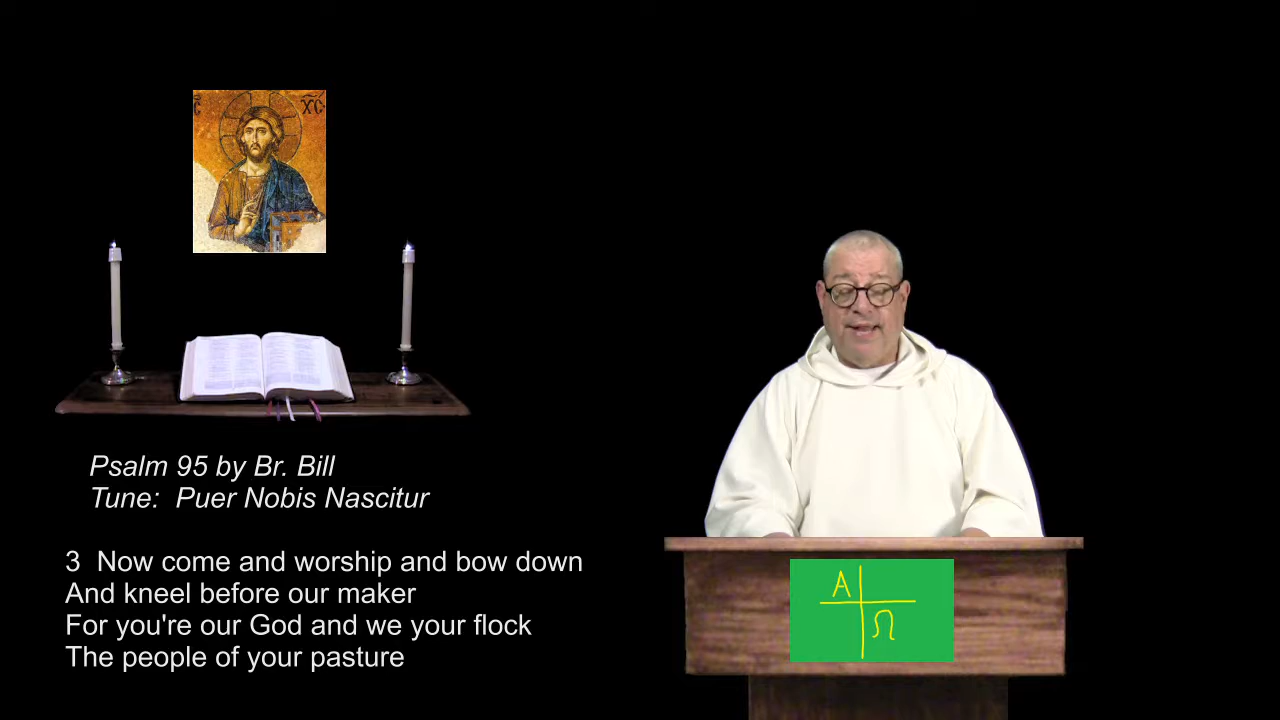 C
XC
Psalm 95 by Br. Bill
Tune: Puer Nobis Nascitur
3 Now come and worship and bow down
And kneel before our maker
For you're our God and we your flock
The people of your pasture
A
Ω